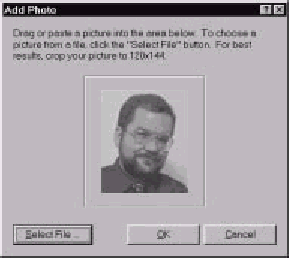 Add Photo
Drag or paste a picture into the area below. To choose a
picture from a file, click the "Select File" button. For best
results, crop your picture to 120x144.
Select File...
OK
Cancel